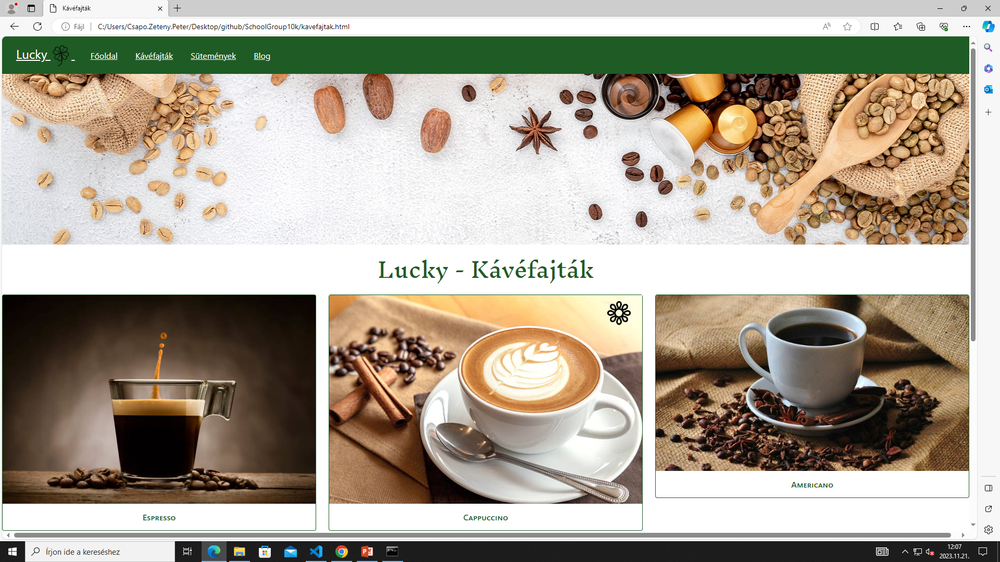 Kávéfajták
Fájl
C:/Users/Csapo.Zeteny.Peter/Desktop/github/SchoolGroup10k/kavefajtak.html
Lucky
Főoldal
Kávéfajták
Sütemények
Blog
Lucky - Kávéfajták
Espresso
Cappuccino
Americano
Írjon ide a kereséshez
12:07
2023.11.21.